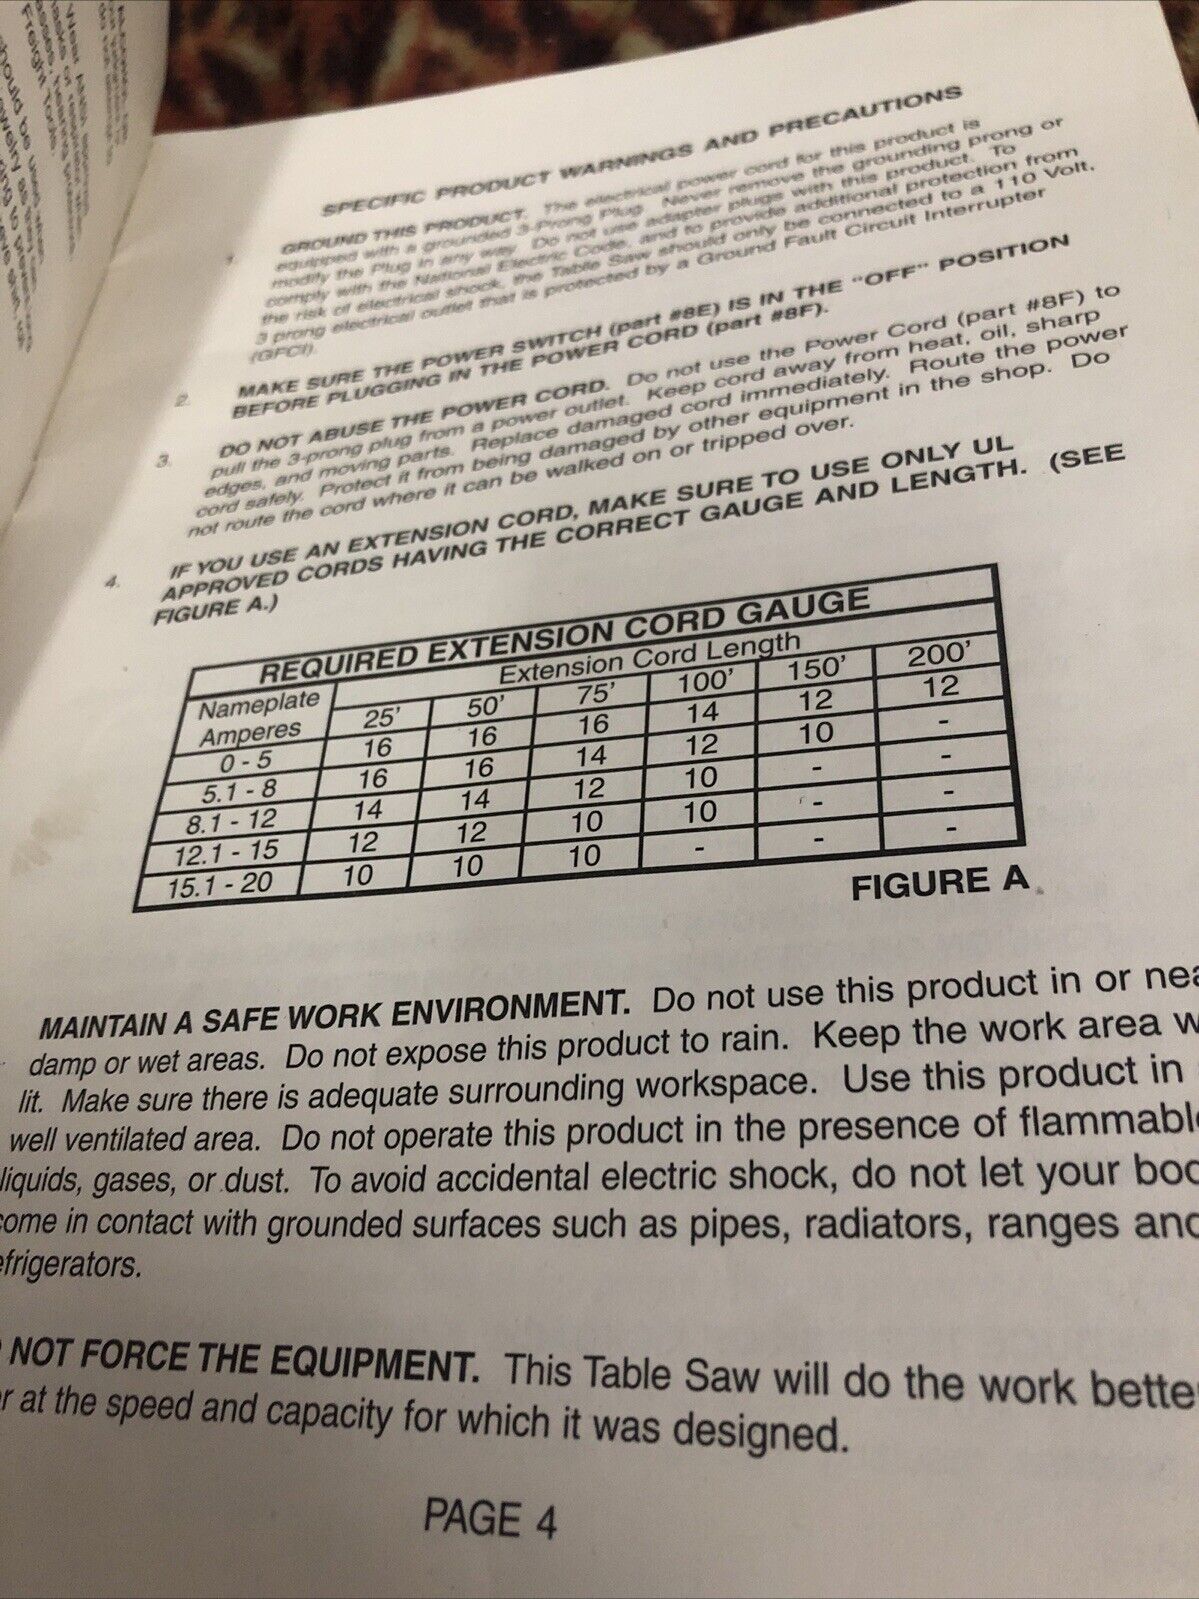 SPECIFIC PRODUCT WARNINGS AND PRECAUTIONS
GROUND THIS PRODUCT. The electrical power cord for this product is
equipped with a grounded 3-Prong Plug. Never remove the grounding prong or
modify the Plug in any way. Do not use adapter plugs with this product. To
comply with the National Electric Code, and to provide additional protection from
the risk of electrical shock, the Table Saw should only be connected to a 110 Volt,
3 prong electrical outlet that is protected by a Ground Fault Circuit Interrupter
(GFCI).
2. MAKE SURE THE POWER SWITCH (part #8E) IS IN THE "OFF" POSITION
BEFORE PLUGGING IN THE POWER CORD (part #8F).
3. DO NOT ABUSE THE POWER CORD. Do not use the Power Cord (part #8F) to
pull the 3-prong plug from a power outlet. Keep cord away from heat, oil, sharp
edges, and moving parts. Replace damaged cord immediately. Route the power
cord safely. Protect it from being damaged by other equipment in the shop. Do
not route the cord where it can be walked on or tripped over.
4. IF YOU USE AN EXTENSION CORD, MAKE SURE TO USE ONLY UL
APPROVED CORDS HAVING THE CORRECT GAUGE AND LENGTH. (SEE
FIGURE A.)
REQUIRED EXTENSION CORD GAUGE
Nameplate Amperes Extension Cord Length
25' 50' 75' 100' 150' 200'
0 - 5 16 16 16 14 12 12
5.1 - 8 16 16 14 12 10 -
8.1 - 12 14 14 12 10 - -
12.1 - 15 12 12 10 10 - -
15.1 - 20 10 10 10 - - -
FIGURE A
MAINTAIN A SAFE WORK ENVIRONMENT. Do not use this product in or nea
damp or wet areas. Do not expose this product to rain. Keep the work area w
lit. Make sure there is adequate surrounding workspace. Use this product in
well ventilated area. Do not operate this product in the presence of flammabl
liquids, gases, or dust. To avoid accidental electric shock, do not let your bod
come in contact with grounded surfaces such as pipes, radiators, ranges and
efrigerators.
NOT FORCE THE EQUIPMENT. This Table Saw will do the work bette
r at the speed and capacity for which it was designed.
PAGE 4